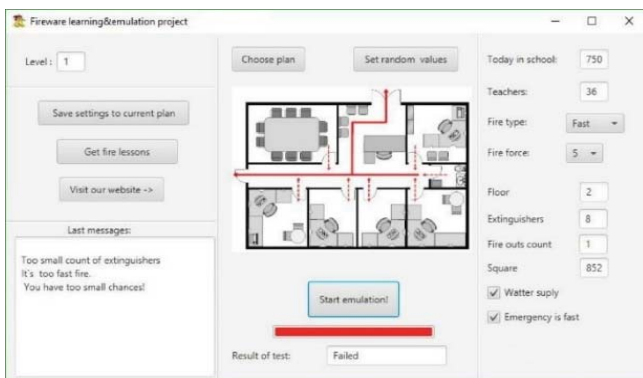 Fireware learning&emulation project
Level : 1
Save settings to current plan
Get fire lessons
Visit our website ->
Last messages:
Too small count of extinguishers
It`s too fast fire.
You have too small chances!
Choose plan
Set random values
Start emulation!
Result of test: Failed
Today in school: 750
Teachers: 36
Fire type: Fast
Fire force: 5
Floor 2
Extinguishers 8
Fire outs count 1
Square 852
Watter suply
Emergency is fast